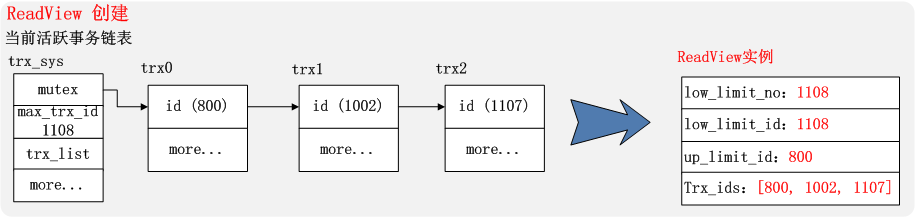 ReadView 创建
当前活跃事务链表
trx_sys
mutex
max_trx_id
1108
trx_list
more...
trx0
id (800)
more...
trx1
id (1002)
more...
trx2
id (1107)
more...
ReadView实例
low_limit_no：1108
low_limit_id：1108
up_limit_id：800
Trx_ids：[800, 1002, 1107]